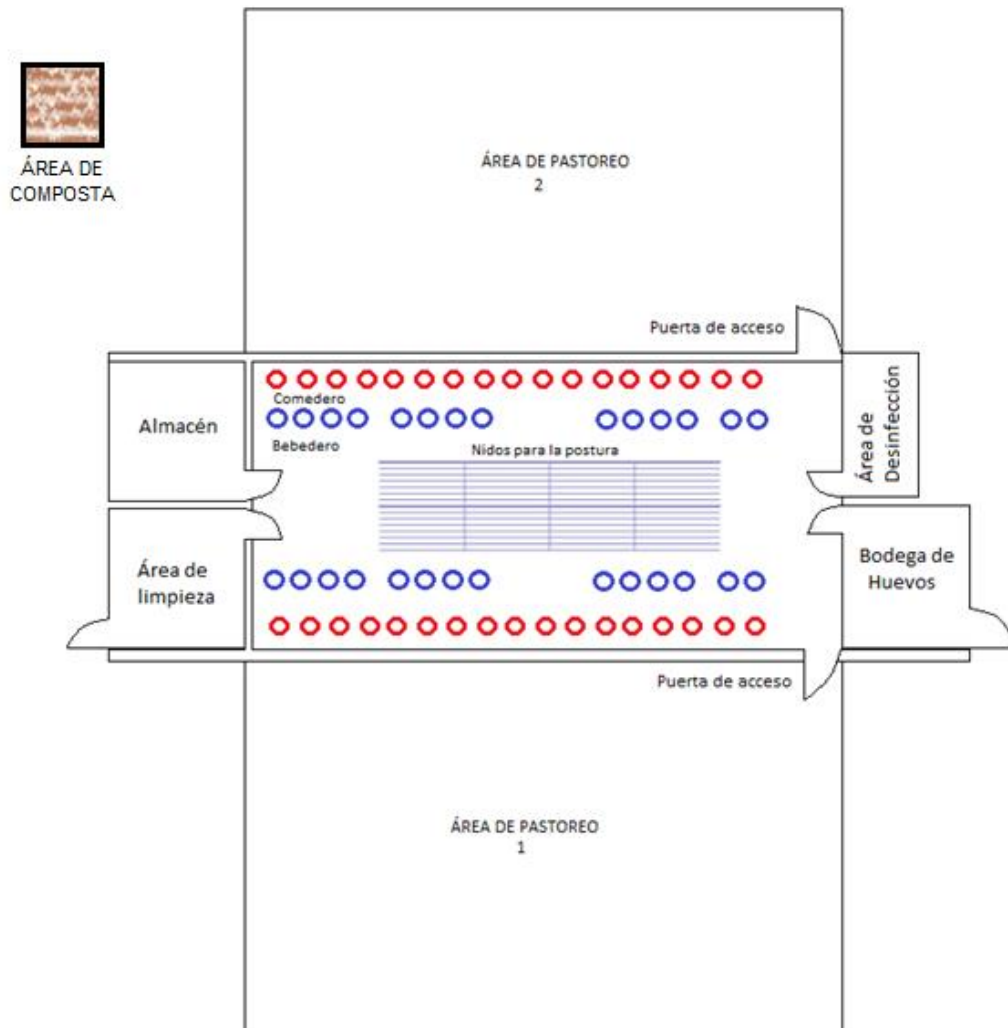 ÁREA DE PASTOREO
2
ÁREA DE
COMPOSTA
Puerta de acceso
Comedero
Almacén
Bebedero
Nidos para la postura
Área de
Desinfección
Área de
limpieza
Bodega de
Huevos
Puerta de acceso
ÁREA DE PASTOREO
1